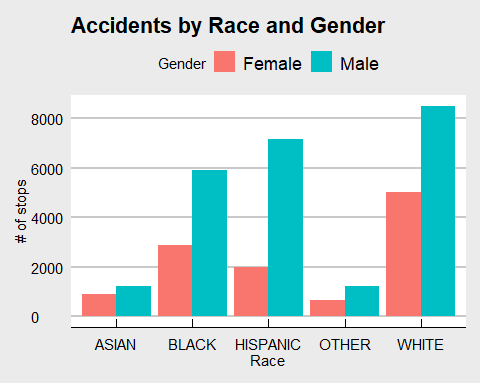 Accidents by Race and Gender
Gender Female Male
8000
6000
4000
2000
0
# of stops
ASIAN BLACK HISPANIC OTHER WHITE
Race